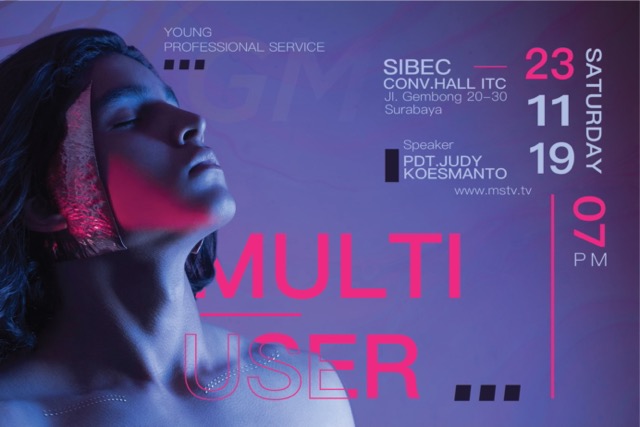 YOUNG
PROFESSIONAL SERVICE
GM
SIBEC
CONV.HALL ITC
Jl. Gembong 20-30
Surabaya
23
11
19
SATURDAY
07
PM
Speaker
PDT.JUDY
KOESMANTO
www.mstv.tv
MULTI
USER